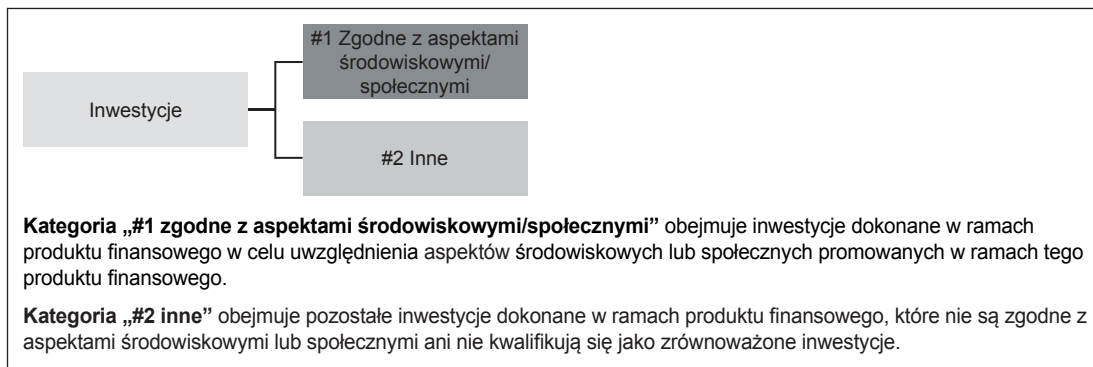 #1 Zgodne z aspektami
środowiskowymi/
społecznymi
Inwestycje
#2 Inne
Kategoria „#1 zgodne z aspektami środowiskowymi/społecznymi” obejmuje inwestycje dokonane w ramach
produktu finansowego w celu uwzględnienia aspektów środowiskowych lub społecznych promowanych w ramach tego
produktu finansowego.
Kategoria „#2 inne” obejmuje pozostałe inwestycje dokonane w ramach produktu finansowego, które nie są zgodne z
aspektami środowiskowymi lub społecznymi ani nie kwalifikują się jako zrównoważone inwestycje.